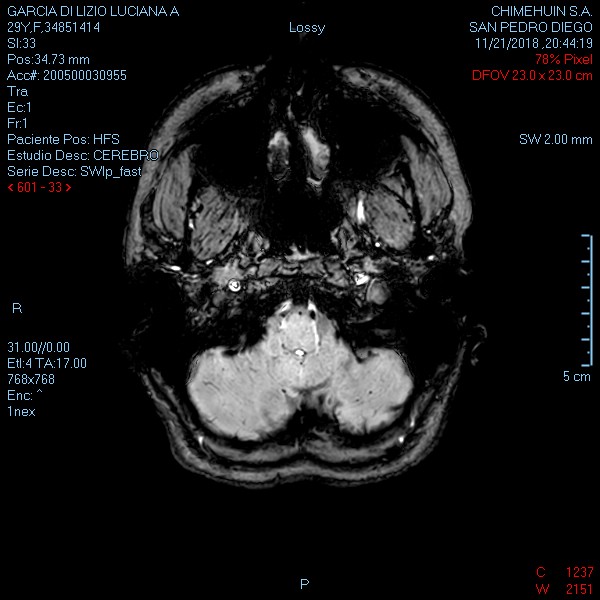 GARCIA DI LIZIO LUCIANA A
29Y,F,34851414
Sl:33
Pos:34.73 mm
Acc#: 200500030955
Tra
Ec:1
Fr:1
Paciente Pos: HFS
Estudio Desc: CEREBRO
Serie Desc: SWIp_fast
< 601 - 33 >
Lossy
CHIMEHUIN S.A.
SAN PEDRO DIEGO
11/21/2018 ,20:44:19
78% Pixel
DFOV 23.0 x 23.0 cm
SW 2.00 mm
R
31.00//0.00
Etl:4 TA:17.00
768x768
Enc: ^
1nex
5 cm
P
C 1237
W 2151